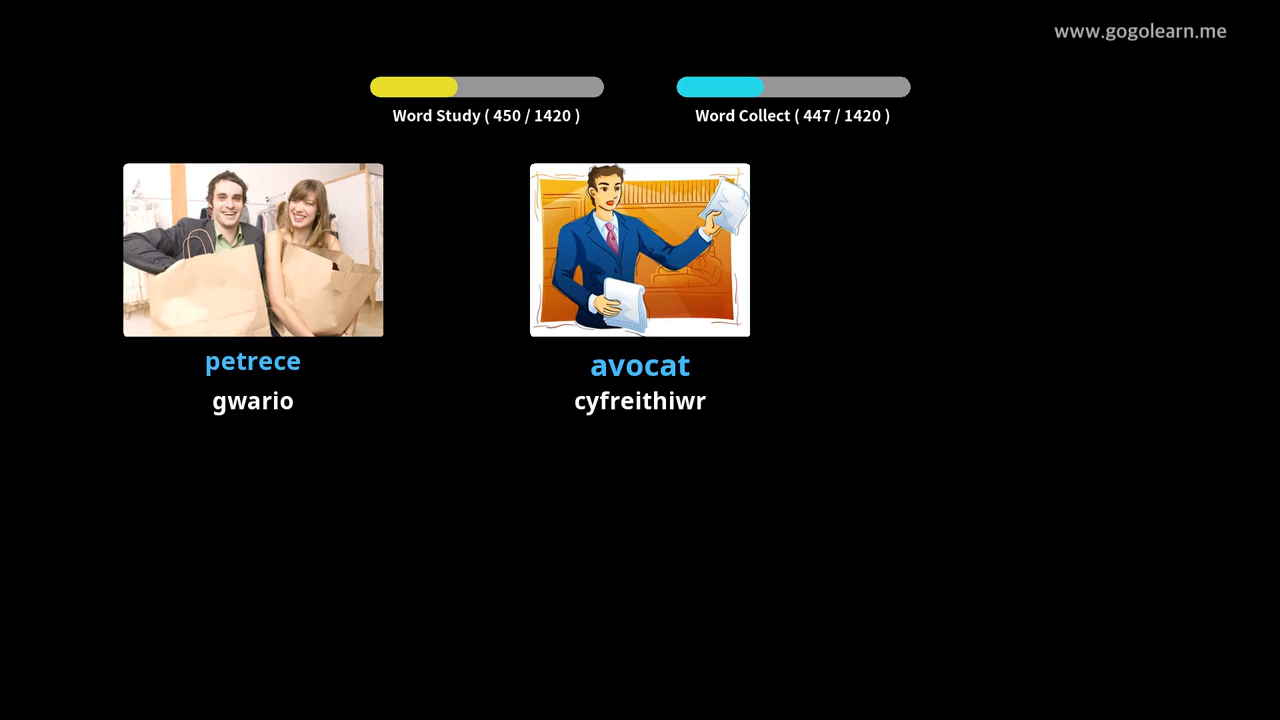 www.gogolearn.me
Word Study ( 450 / 1420 )
Word Collect ( 447 / 1420 )
petrece
gwario
avocat
cyfreithiwr